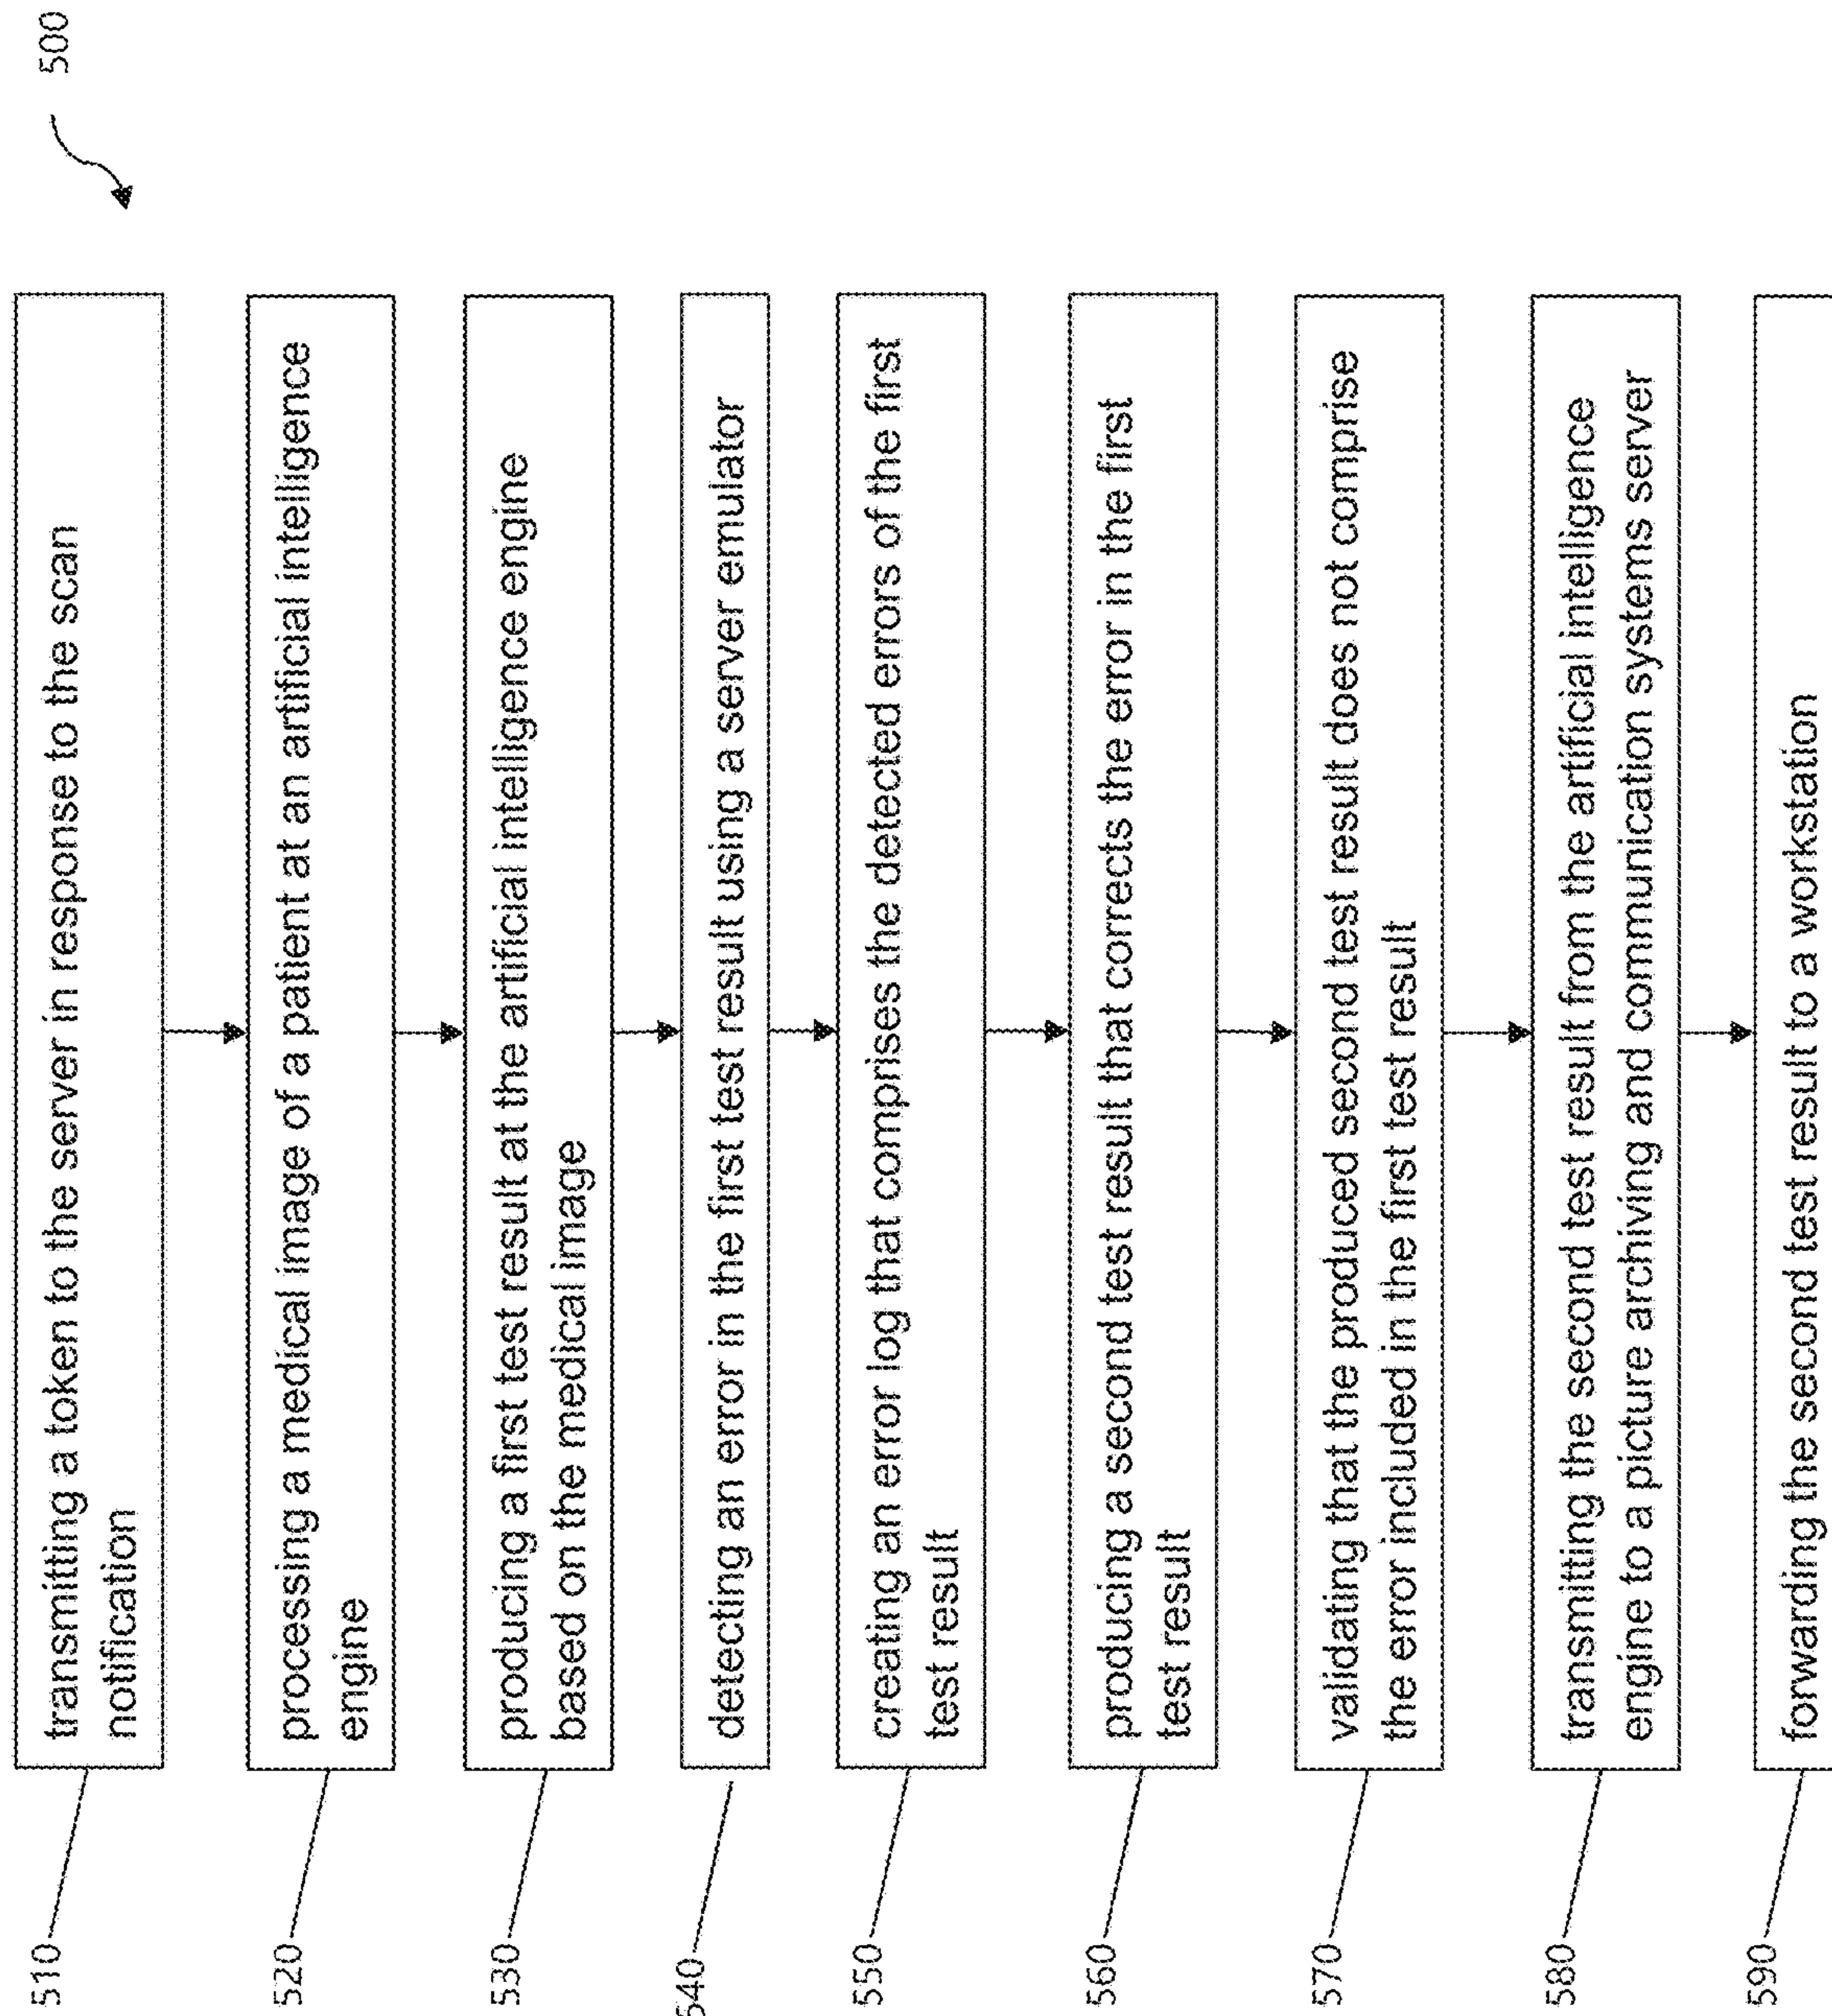 500
510
transmitting a token to the server in response to the scan
notification
520
processing a medical image of a patient at an artificial intelligence
engine
530
producing a first test result at the artificial intelligence engine
based on the medical image
540
detecting an error in the first test result using a server emulator
550
creating an error log that comprises the detected errors of the first
test result
560
producing a second test result that corrects the error in the first
test result
570
validating that the produced second test result does not comprise
the error included in the first test result
580
transmitting the second test result from the artificial intelligence
engine to a picture archiving and communication systems server
590
forwarding the second test result to a workstation